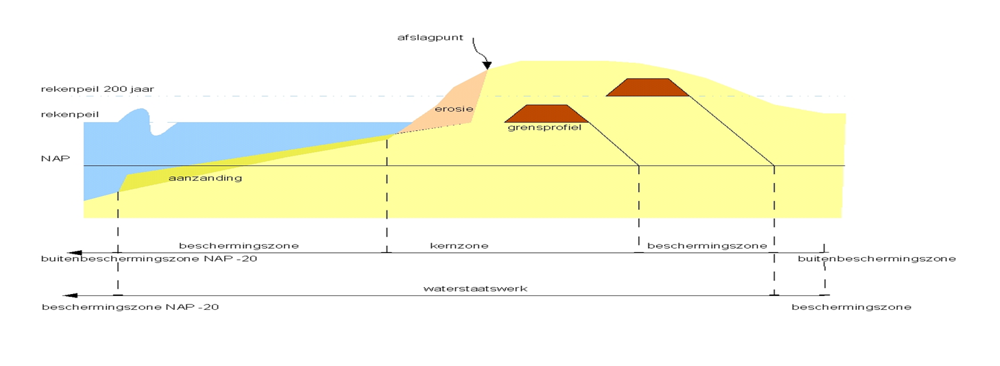 afslagpunt
rekenpeil 200 jaar
rekenpeil
erosie
grensprofiel
NAP
aanzanding
beschermingszone
kernzone
beschermingszone
buitenbeschermingszone NAP -20
buitenbeschermingszone
waterstaatswerk
beschermingszone NAP -20
beschermingszone